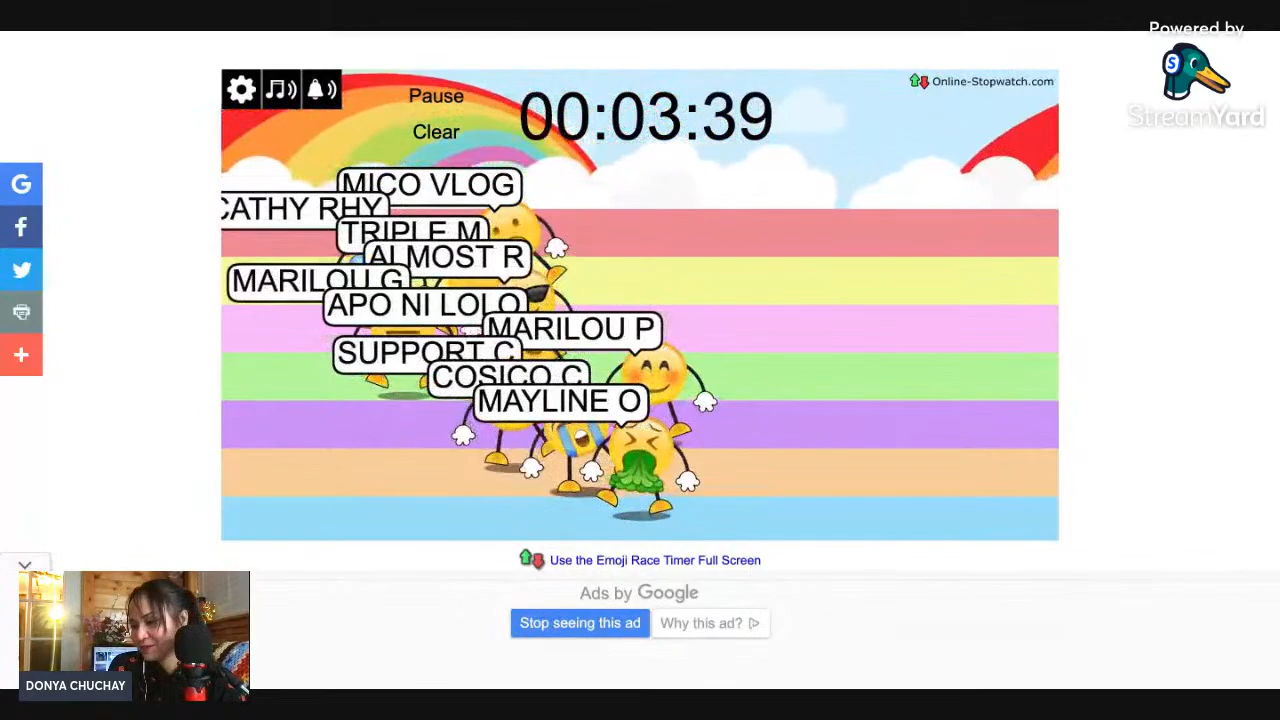 Powered by
StreamYard
Online-Stopwatch.com
Pause
Clear
00:03:39
MICO VLOG
CATHY RHY
TRIPLE M
ALMOST R
MARILOU G
APO NI LOLO
MARILOU P
SUPPORT C
COSICO C
MAYLINE O
Use the Emoji Race Timer Full Screen
Ads by Google
Stop seeing this ad
Why this ad?
DONYA CHUCHAY